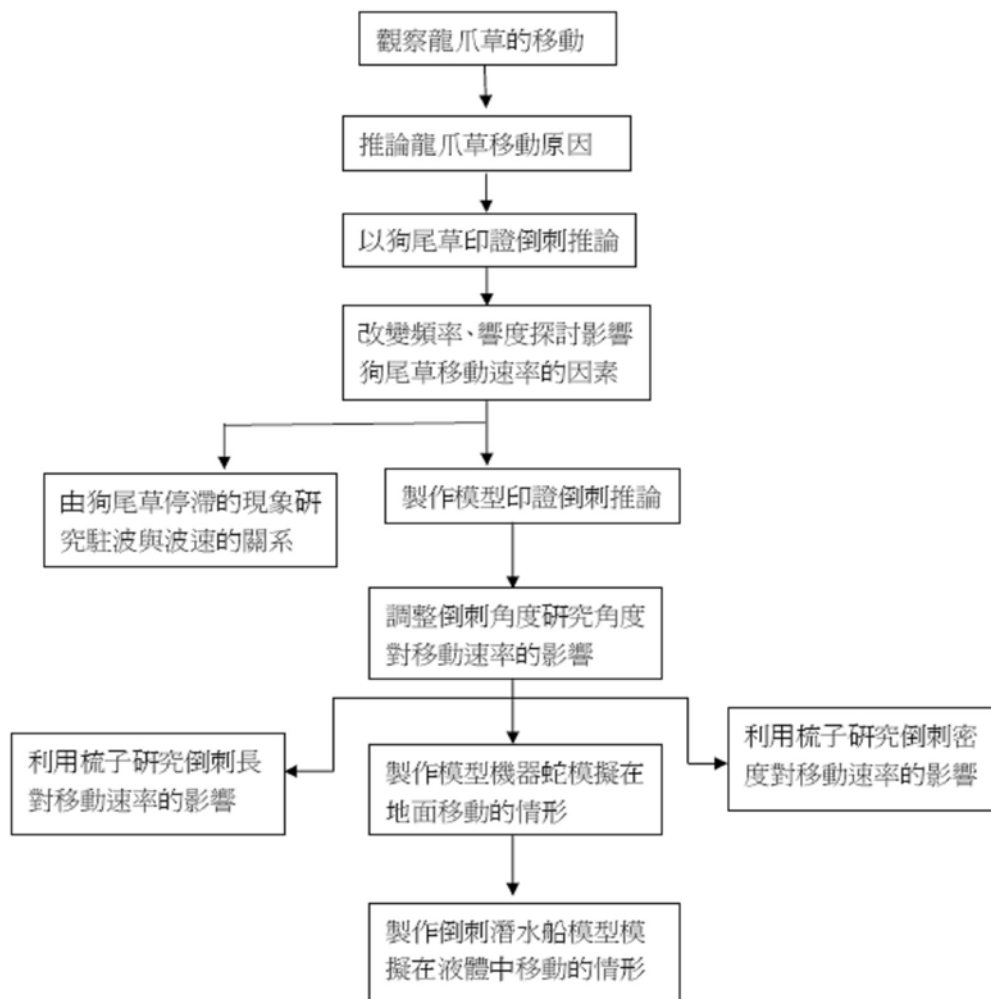 觀察龍爪草的移動
推論龍爪草移動原因
以狗尾草印證倒刺推論
改變頻率、響度探討影響
狗尾草移動速率的因素
由狗尾草停滯的現象研
究駐波與波速的關系
製作模型印證倒刺推論
調整倒刺角度研究角度
對移動速率的影響
利用梳子研究倒刺長
對移動速率的影響
製作模型機器蛇模擬在
地面移動的情形
利用梳子研究倒刺密
度對移動速率的影響
製作倒刺潛水船模型模
擬在液體中移動的情形